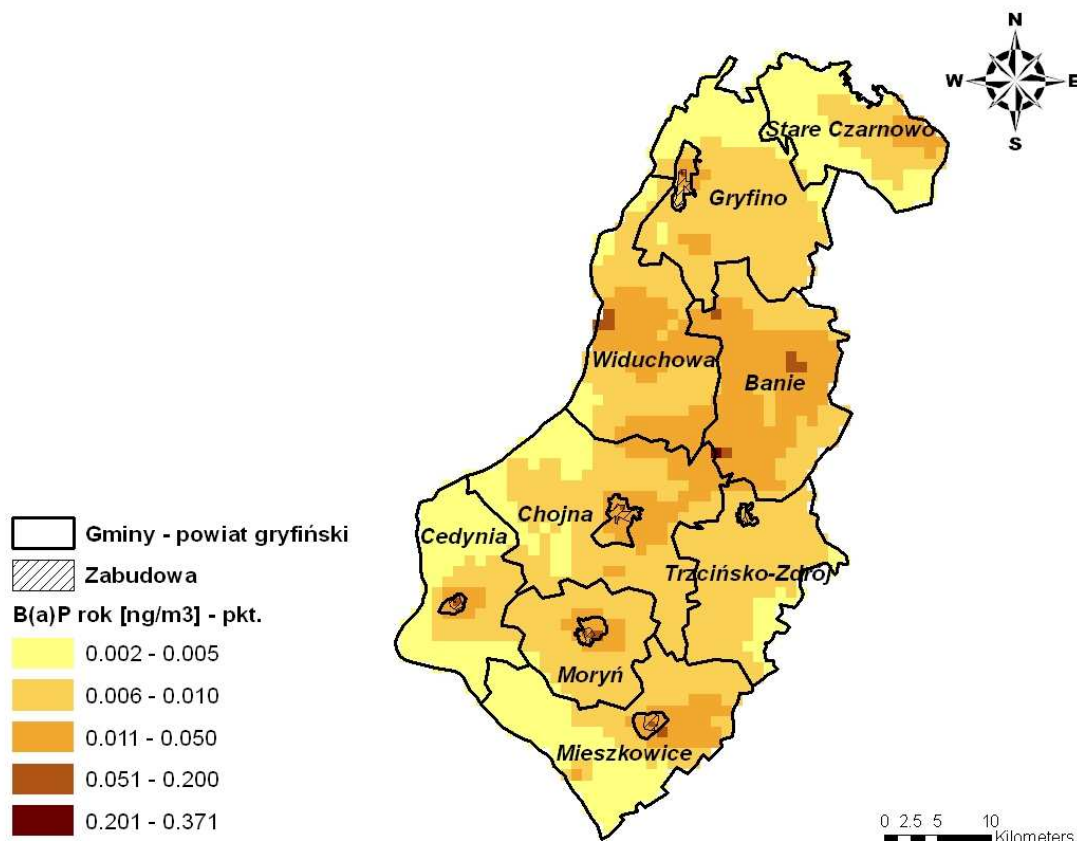 N
W E
S
Stare Czarnowo
Gryfino
Widuchowa
Banie
Chojna
Cedynia
Trzcińsko-Zdrój
Moryń
Mieszkowice
Gminy - powiat gryfiński
Zabudowa
B(a)P rok [ng/m3] - pkt.
0.002 - 0.005
0.006 - 0.010
0.011 - 0.050
0.051 - 0.200
0.201 - 0.371
0 2.5 5 10
Kilometers